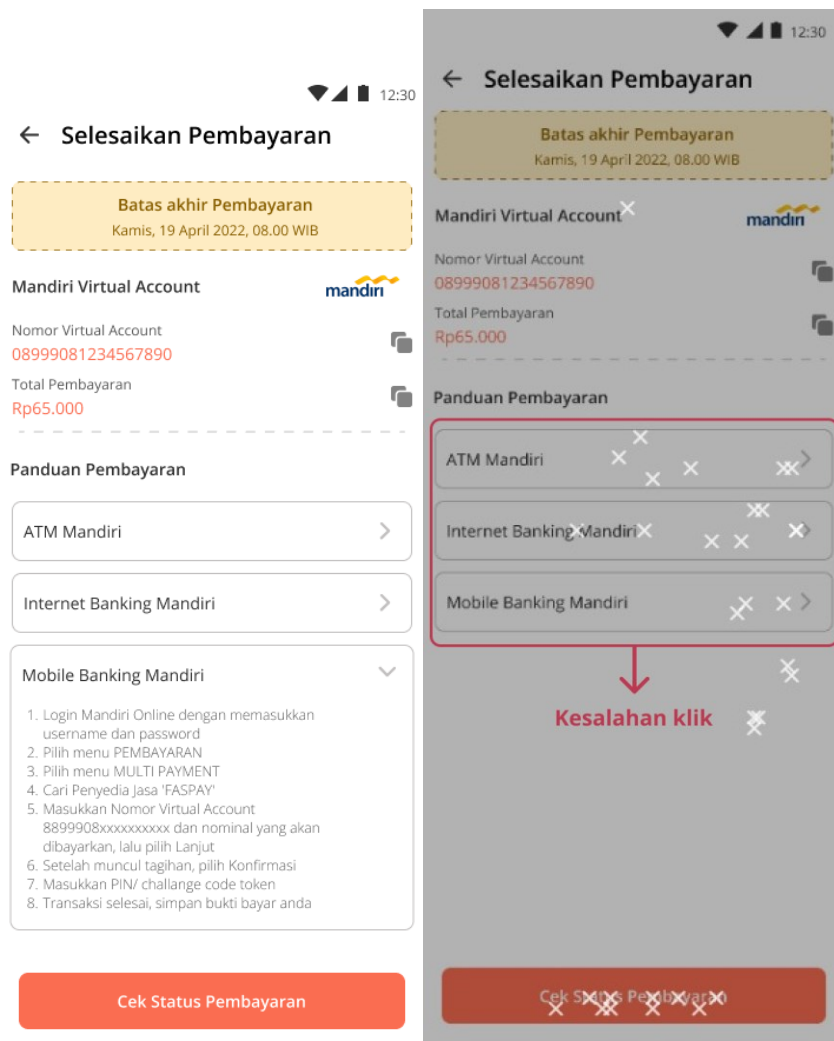 12:30
Selesaikan Pembayaran
Batas akhir Pembayaran
Kamis, 19 April 2022, 08.00 WIB
Mandiri Virtual Account
mandırı
Nomor Virtual Account
08999081234567890
Total Pembayaran
Rp65.000
Panduan Pembayaran
ATM Mandiri
Internet Banking Mandiri
Mobile Banking Mandiri
1. Login Mandiri Online dengan memasukkan
username dan password
2. Pilih menu PEMBAYARAN
3. Pilih menu MULTI PAYMENT
4. Cari Penyedia Jasa 'FASPAY'
5. Masukkan Nomor Virtual Account
8899908xxxxxxxxxx dan nominal yang akan
dibayarkan, lalu pilih Lanjut
6. Setelah muncul tagihan, pilih Konfirmasi
7. Masukkan PIN/ challange code token
8. Transaksi selesai, simpan bukti bayar anda
Cek Status Pembayaran
12:30
Selesaikan Pembayaran
Batas akhir Pembayaran
Kamis, 19 April 2022, 08.00 WIB
Mandiri Virtual Account
mandırı
Nomor Virtual Account
08999081234567890
Total Pembayaran
Rp65.000
Panduan Pembayaran
ATM Mandiri
Internet Banking Mandiri
Mobile Banking Mandiri
Kesalahan klik
Cek Status Pembayaran